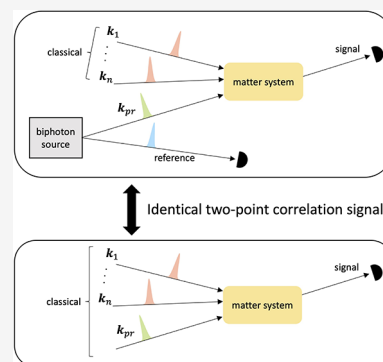 k1
⋮
classical
kn
matter system
signal
kpr
biphoton
source
reference
Identical two-point correlation signal
k1
⋮
classical
kn
matter system
signal
kpr